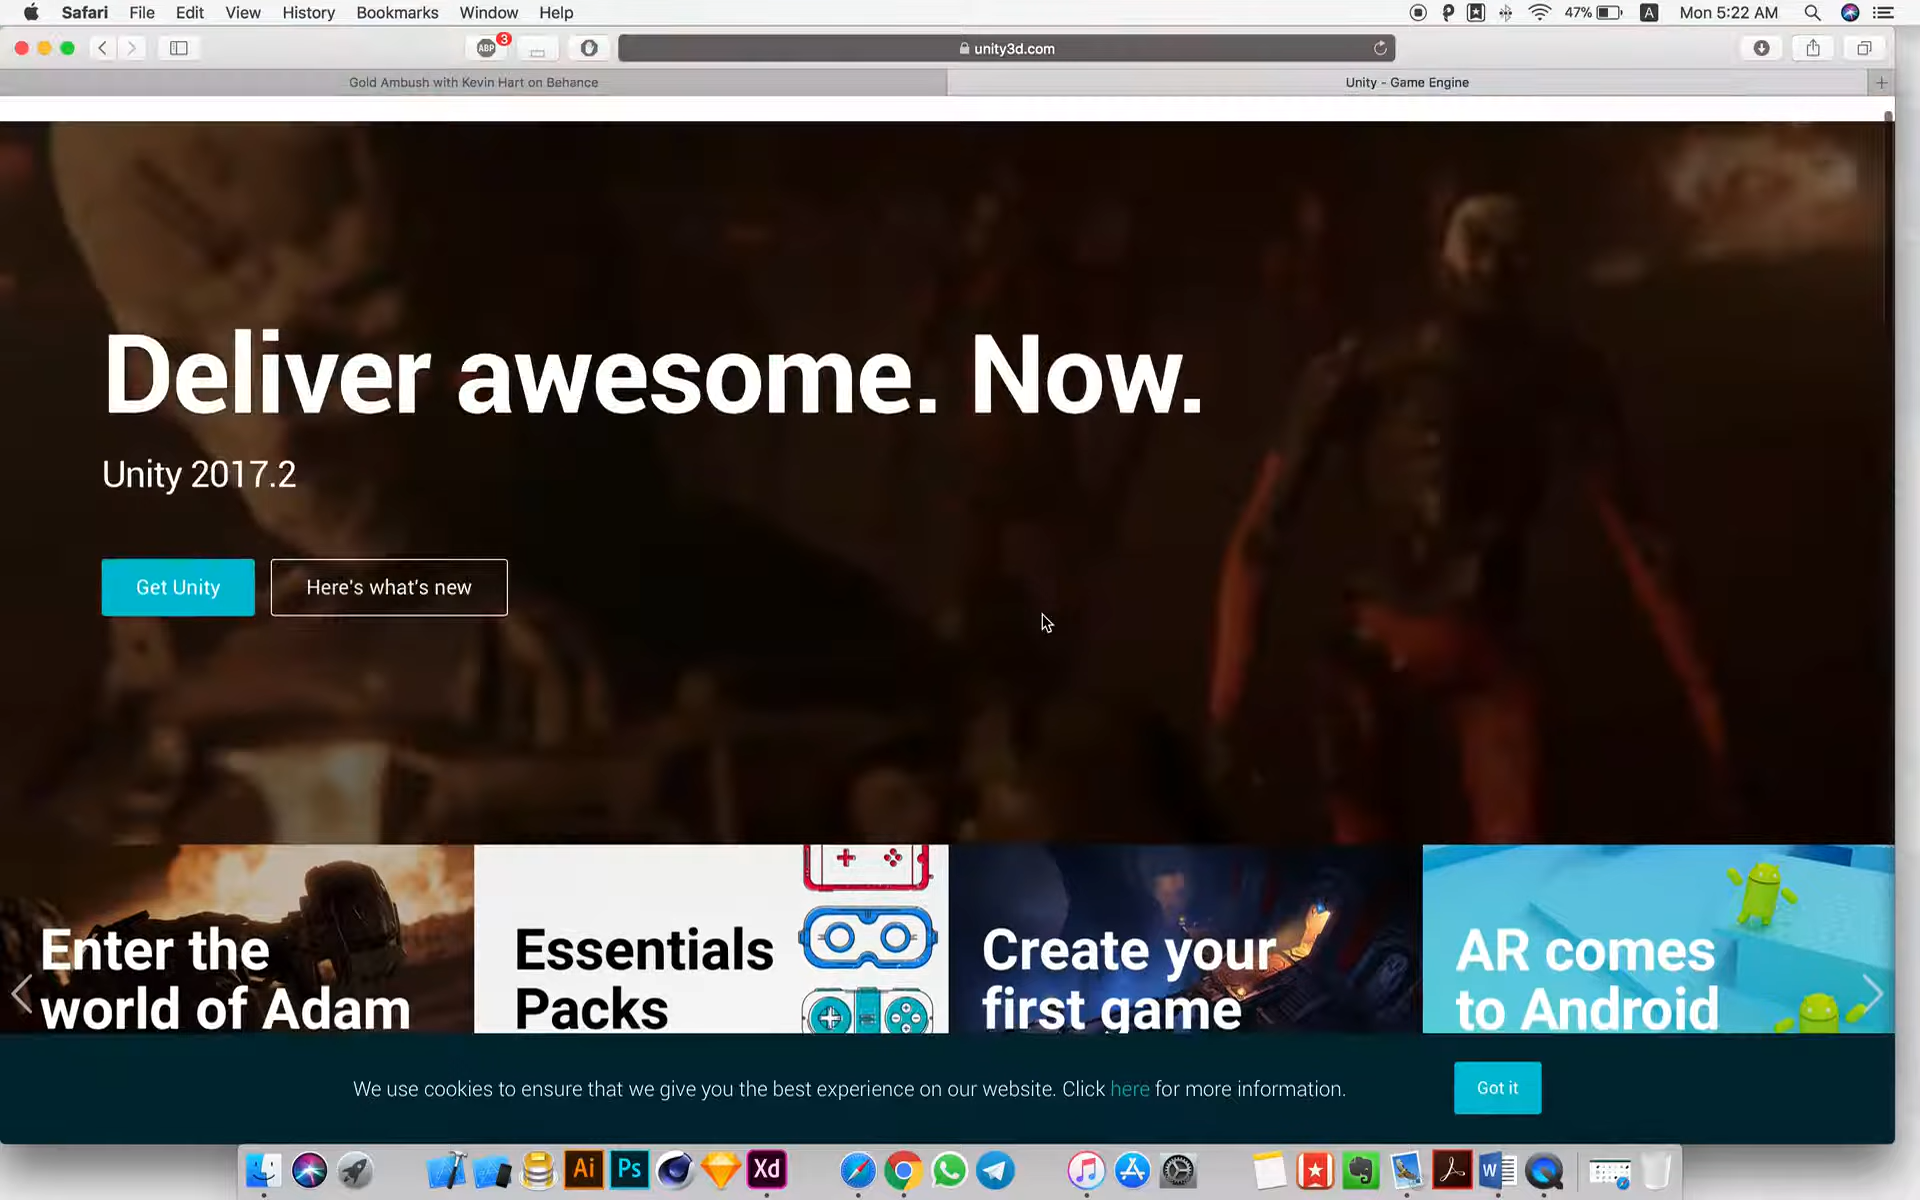 Safari File Edit View History Bookmarks Window Help 47% A Mon 5:22 AM
ABP 3 unity3d.com
Gold Ambush with Kevin Hart on Behance Unity - Game Engine +
Deliver awesome. Now.
Unity 2017.2
Get Unity Here's what's new
Enter the
world of Adam
Essentials
Packs
Create your
first game
AR comes
to Android
We use cookies to ensure that we give you the best experience on our website. Click here for more information. Got it
Ai Ps Xd W